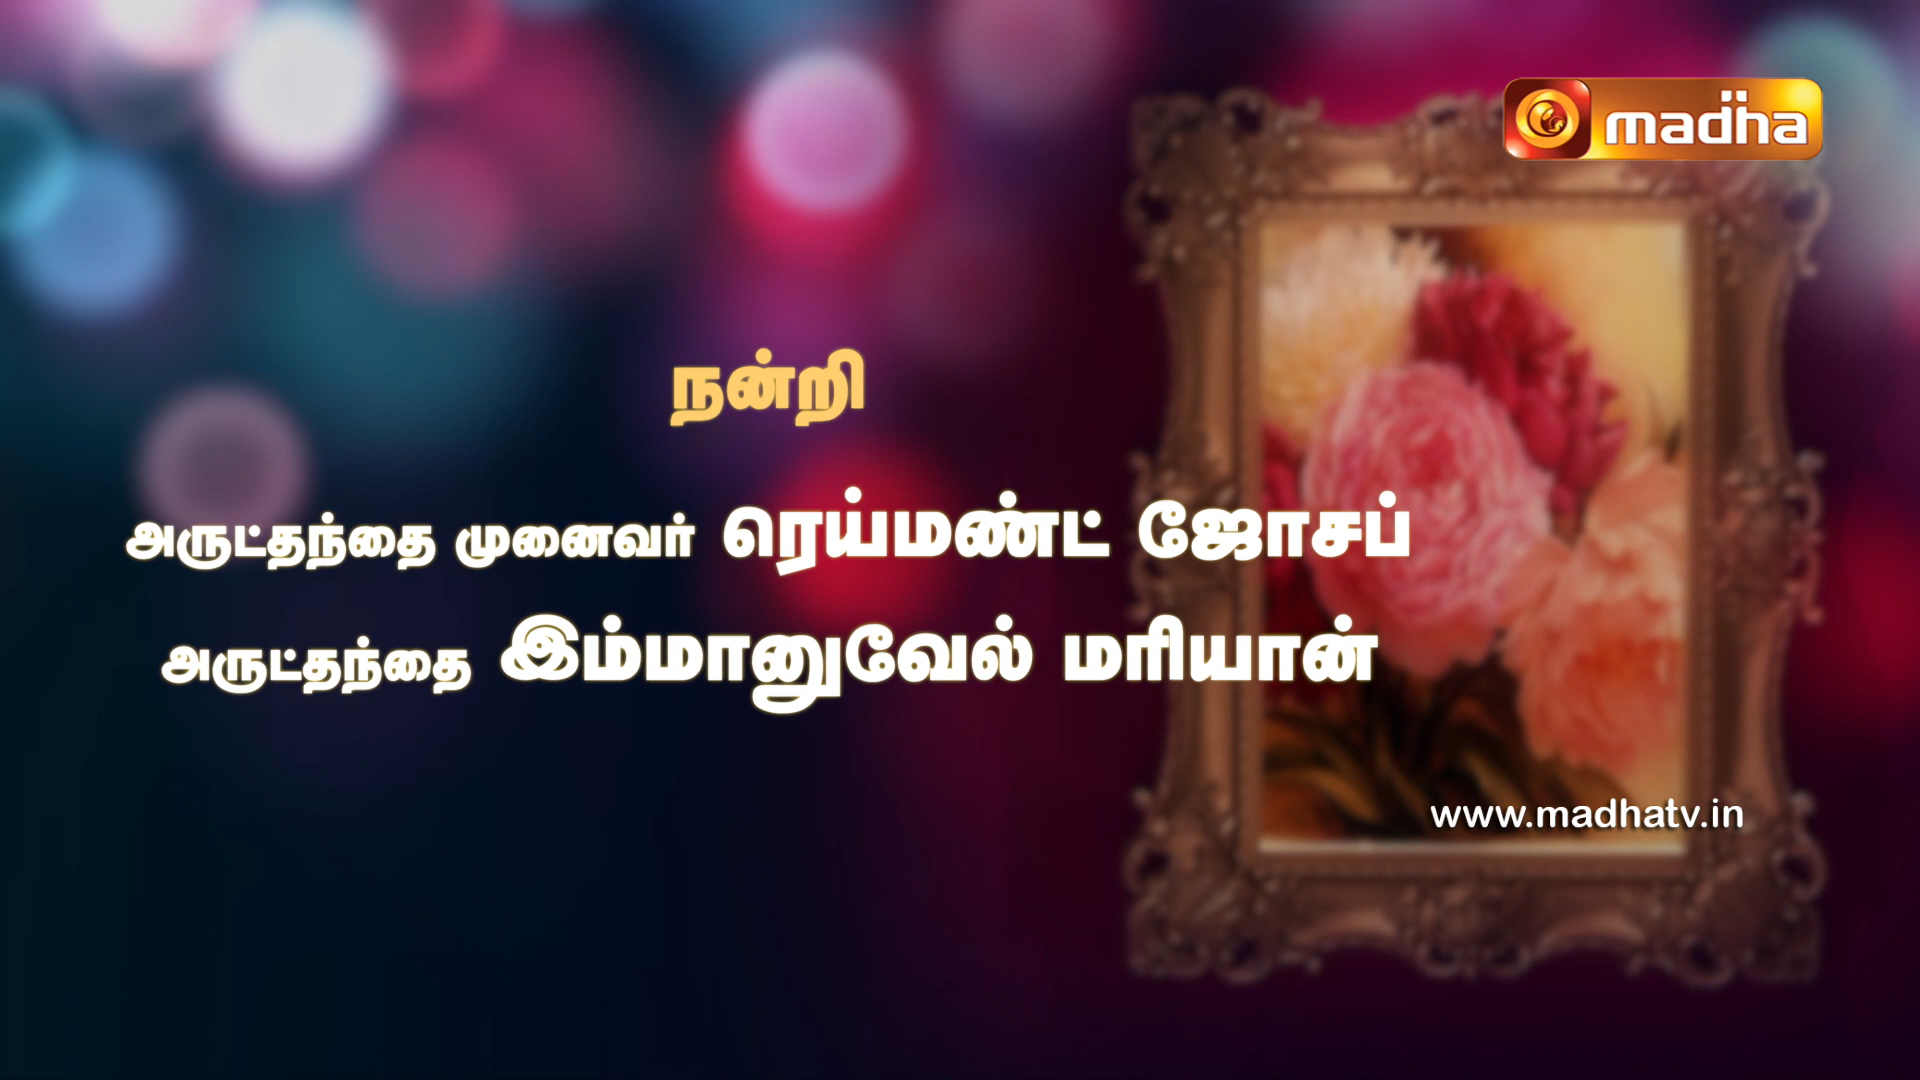 madha
நன்றி
அருட்தந்தை முனைவர் ரெய்மண்ட் ஜோசப்
அருட்தந்தை இம்மானுவேல் மரியான்
www.madhatv.in